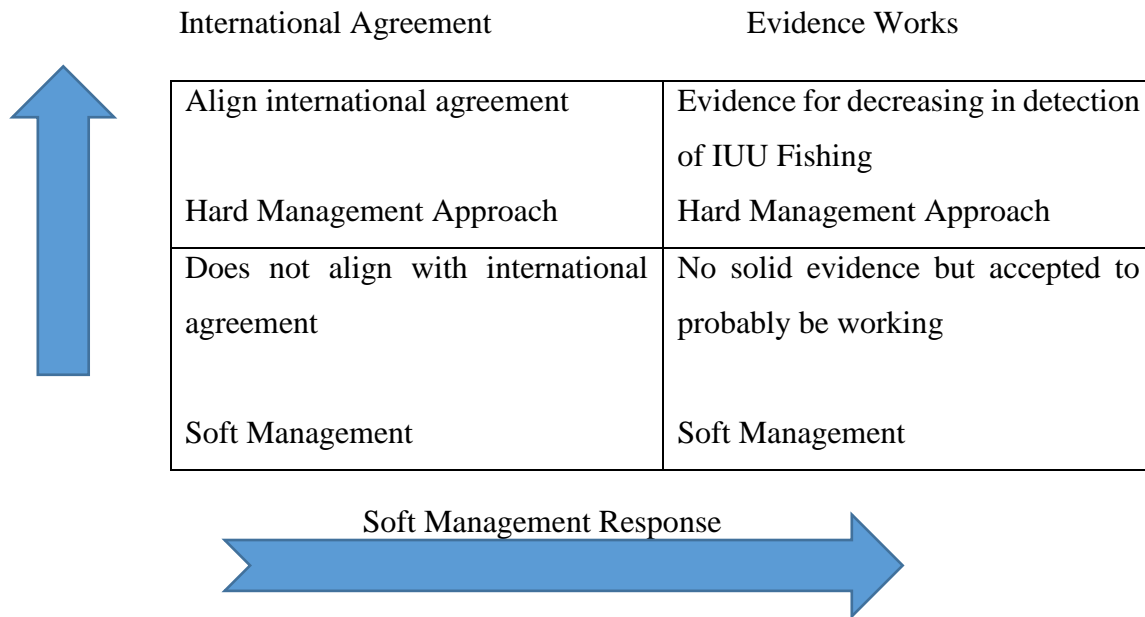 International Agreement Evidence Works
Align international agreement
Hard Management Approach
Evidence for decreasing in detection
of IUU Fishing
Hard Management Approach
Does not align with international
agreement
Soft Management
No solid evidence but accepted to
probably be working
Soft Management
Soft Management Response